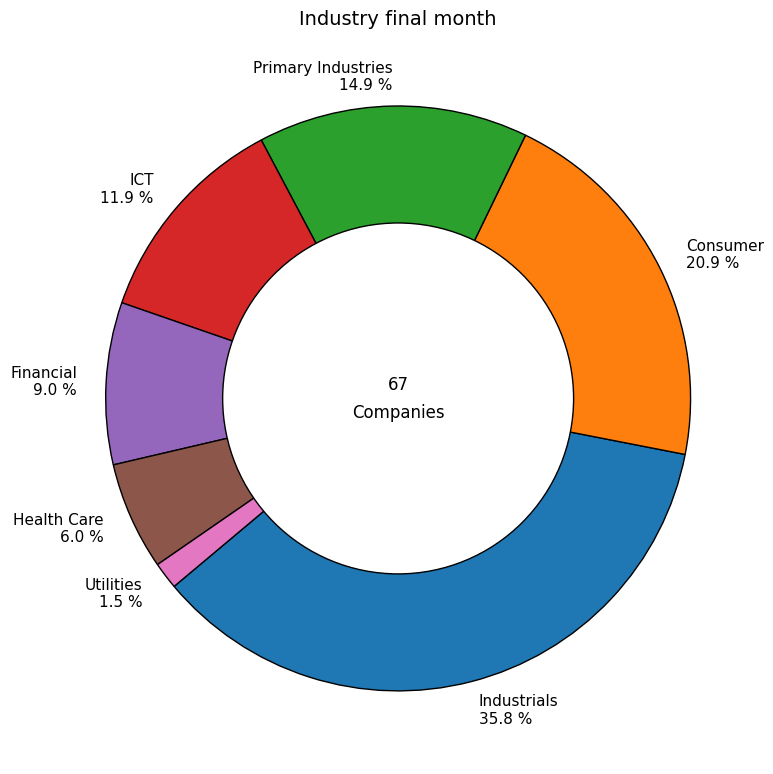 Industry final month
Primary Industries
14.9 %
ICT
11.9 %
Consumer
20.9 %
Financial
9.0 %
67
Companies
Health Care
6.0 %
Utilities
1.5 %
Industrials
35.8 %